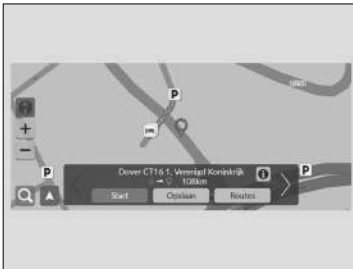 P
P
P
Dover CT16 1, Verenigd Koninkrijk
108km
Start
Opslaan
Routes